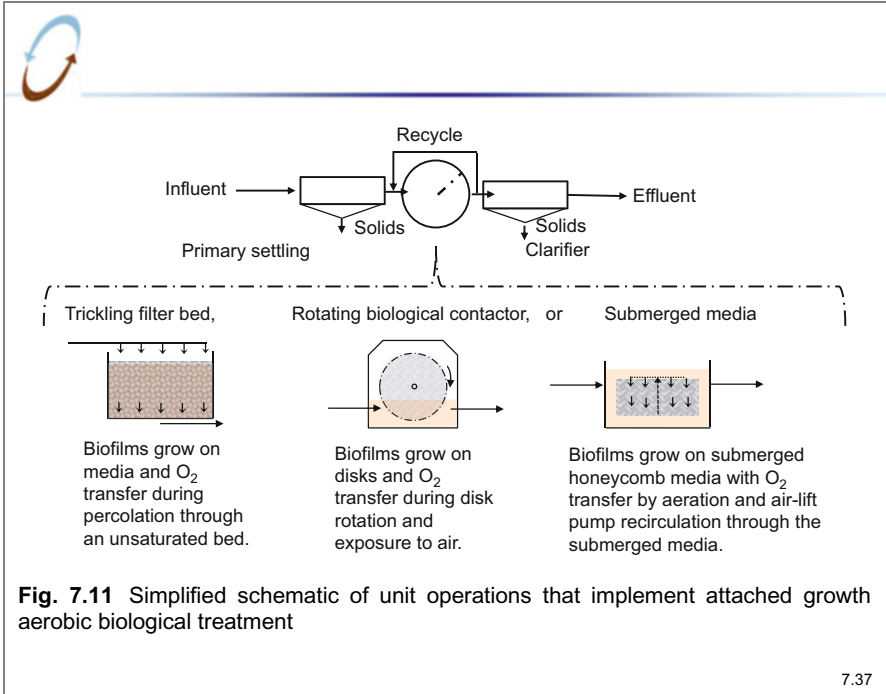 Recycle
Influent
Effluent
Solids
Solids
Primary settling
Clarifier
Trickling filter bed,
Rotating biological contactor, or
Submerged media
Biofilms grow on
media and O2
transfer during
percolation through
an unsaturated bed.
Biofilms grow on
disks and O2
transfer during disk
rotation and
exposure to air.
Biofilms grow on submerged
honeycomb media with O2
transfer by aeration and air-lift
pump recirculation through the
submerged media.
Fig. 7.11 Simplified schematic of unit operations that implement attached growth
aerobic biological treatment
7.37